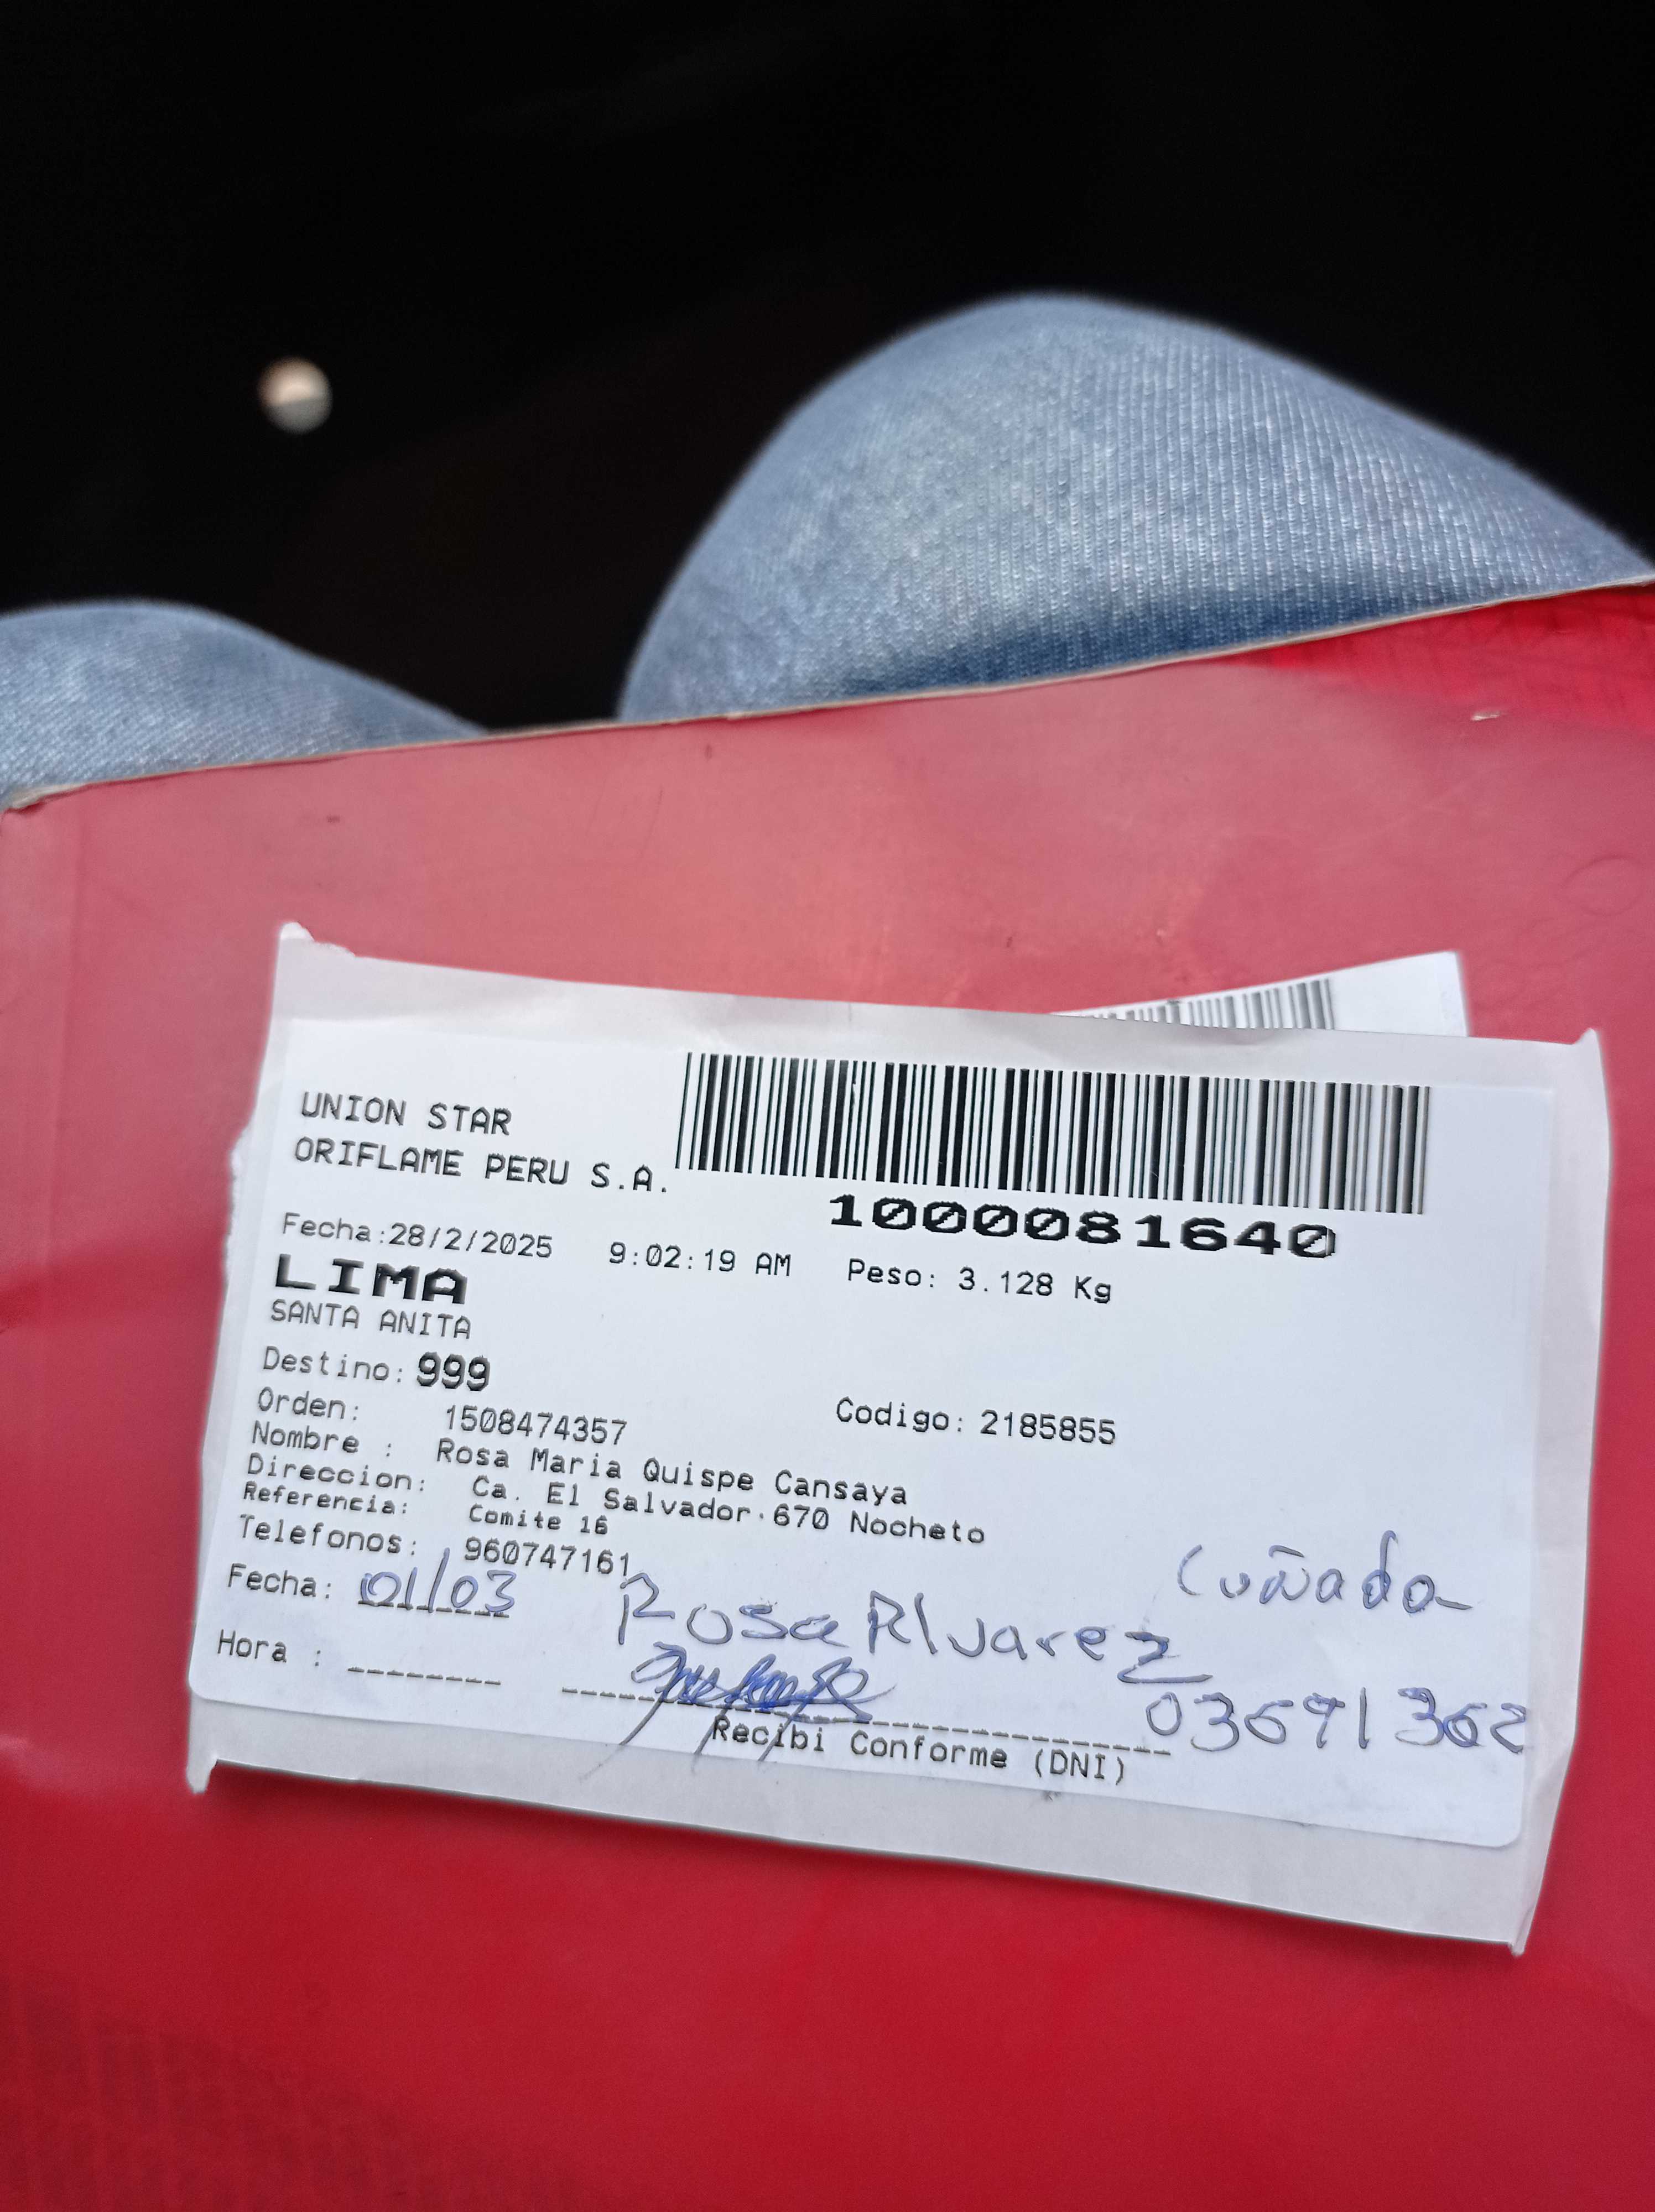 UNION STAR
ORIFLAME PERU S.A.
1000081640
Fecha:28/2/2025 9:02:19 AM Peso: 3.128 Kg
LIMA
SANTA ANITA
Destino: 999
Orden: 1508474357 Codigo: 2185855
Nombre : Rosa Maria Quispe Cansaya
Direccion: Ca. El Salvador 670 Nocheto
Referencia: Comite 16
Telefonos: 960747161
Fecha: 01/03 Rosa Alvarez Cuñada
Hora :
03691362
Recibi Conforme (DNI)